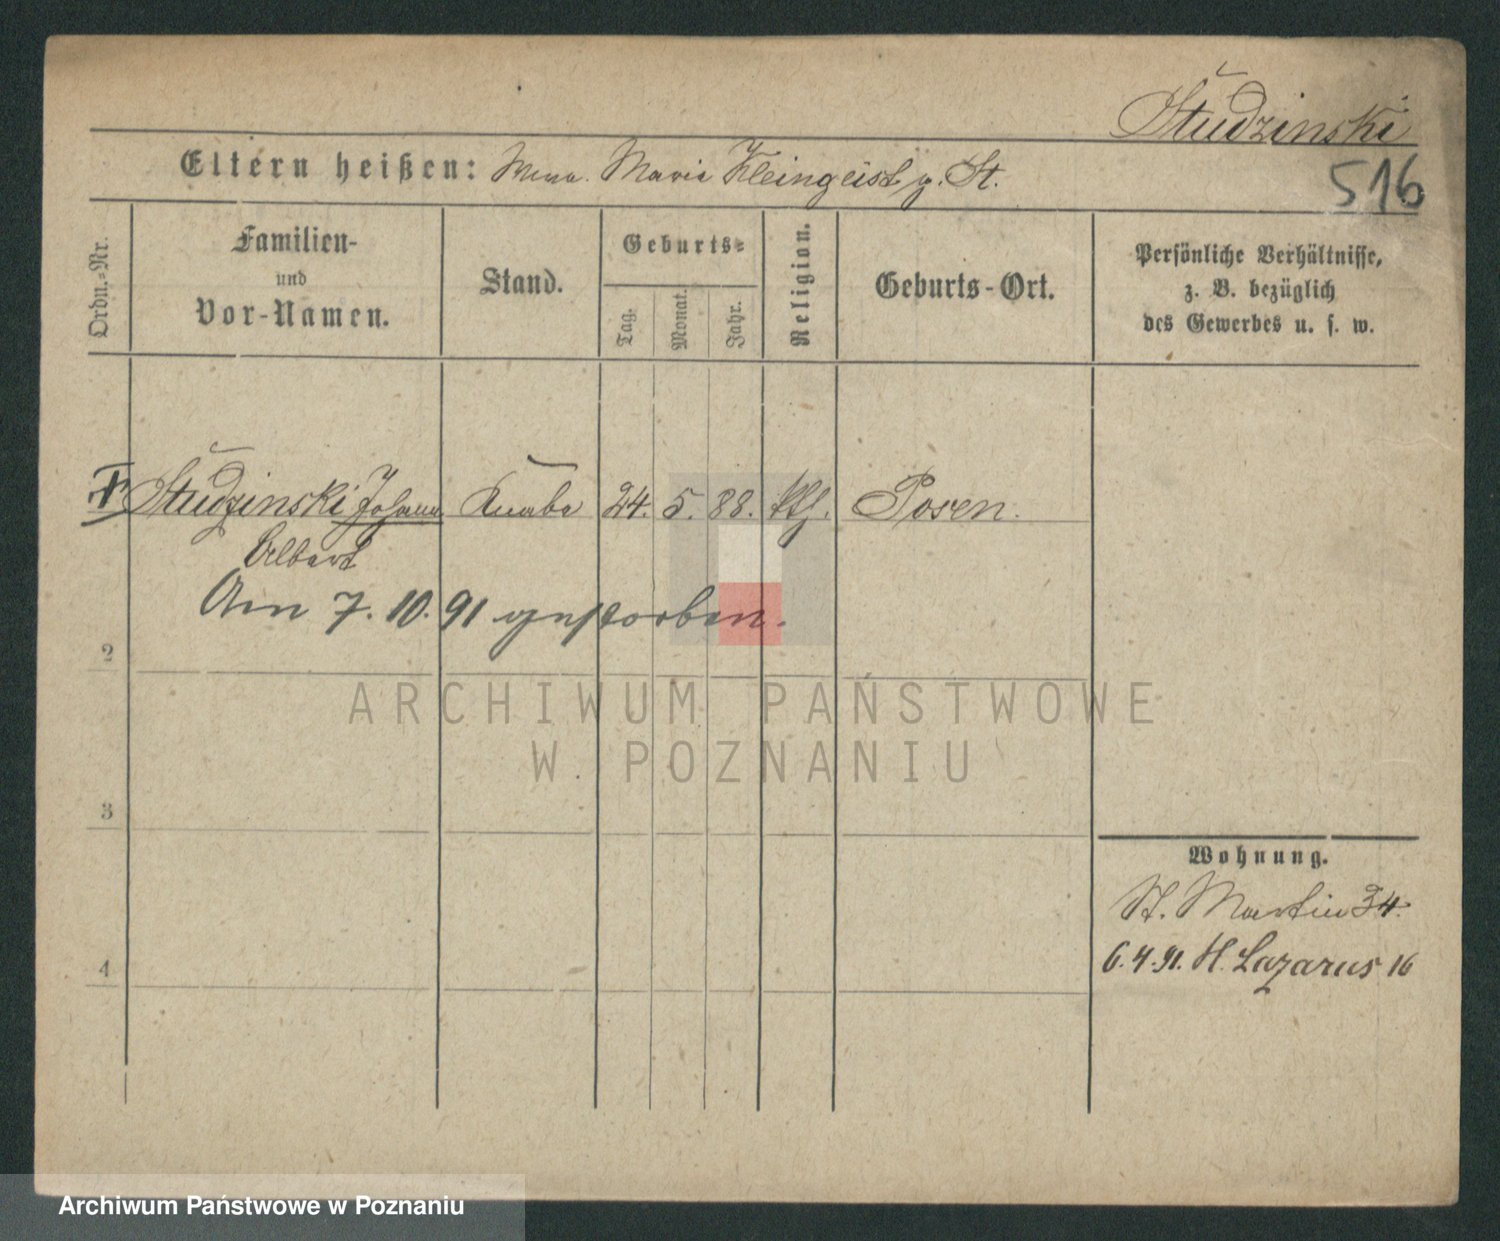 Studzinski
Eltern heißen: Marie Kleingeist g. St.
516
Ordn.-Nr.
Familien-
und
Vor-Namen.
Stand.
Geburts-
Tag.
Monat.
Jahr.
Religion.
Geburts-Ort.
Persönliche Verhältnisse,
z. B. bezüglich
des Gewerbes u. s. w.
Studzinski Johann Knabe 24. 5. 88. kth. Posen.
Albert
Am 7. 10. 91 gestorben.
2
ARCHIWUM PAŃSTWOWE
W POZNANIU
3
Wohnung.
St. Martin 34.
6.4.91. St. Lazarus 16
4
Archiwum Państwowe w Poznaniu